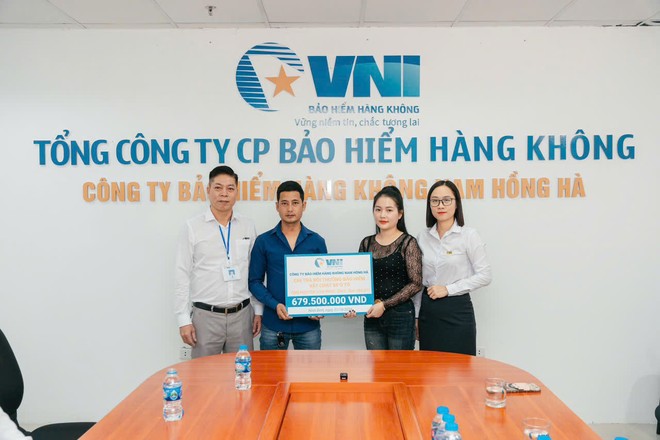 VNI
BẢO HIỂM HÀNG KHÔNG
Vững niềm tin, chắc tương lai
TỔNG CÔNG TY CP BẢO HIỂM HÀNG KHÔNG
CÔNG TY BẢO HIỂM HÀNG KHÔNG NAM HỒNG HÀ
VNI
CÔNG TY BẢO HIỂM HÀNG KHÔNG NAM HỒNG HÀ
679.500.000 VND